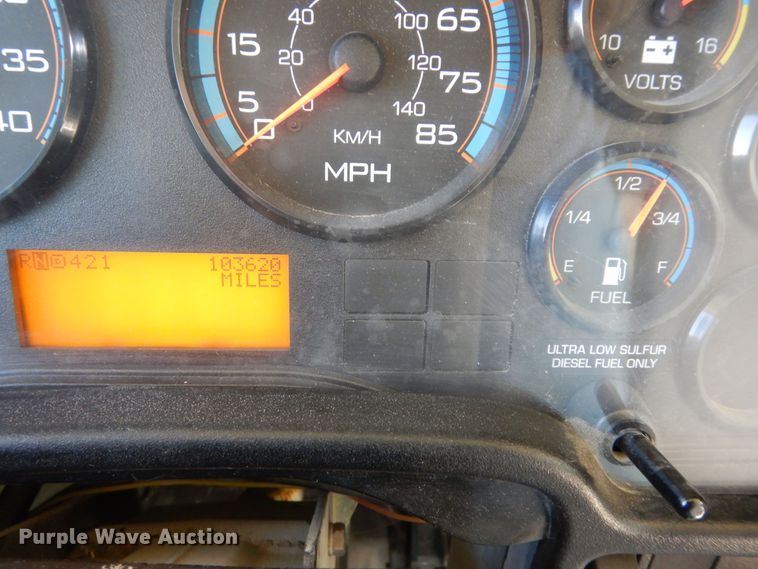 35
40
15
5
0
40
20
0
100
120
140
65
75
85
KM/H
MPH
10
16
VOLTS
1/4
1/2
3/4
E
F
FUEL
RND421 103620
MILES
ULTRA LOW SULFUR
DIESEL FUEL ONLY
Purple Wave Auction®